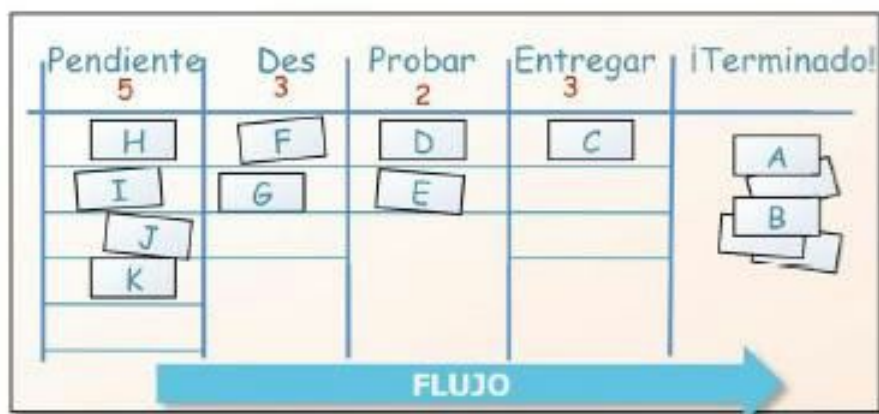 Pendiente Des Probar Entregar ¡Terminado!
5 3 2 3
H F D C A
I G E B
J
K
FLUJO